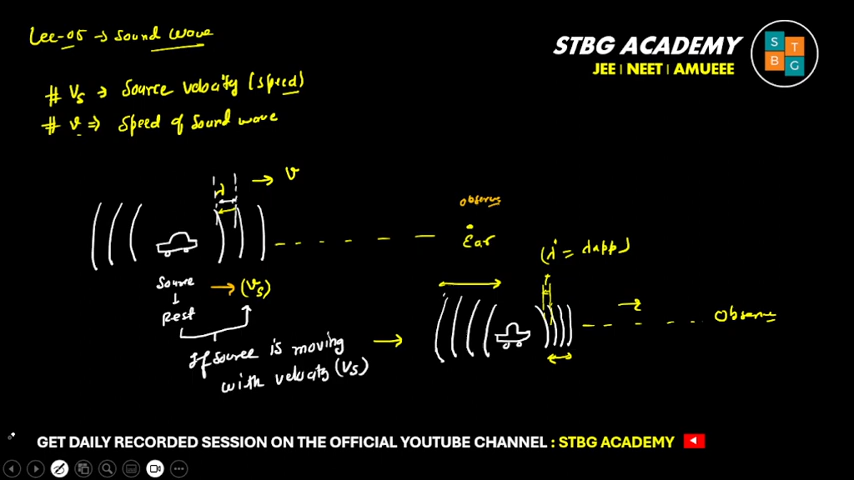 Lec-05 → Sound wave
STBG ACADEMY
JEE | NEET | AMUEEE
S T
B G
# Vs ⇒ Source velocity (speed)
# v ⇒ Speed of Sound wave
λ → v
observer
Ear
(λ' = λapp)
Source → (Vs)
↓
Rest
Observer
If source is moving →
with velocity (Vs)
GET DAILY RECORDED SESSION ON THE OFFICIAL YOUTUBE CHANNEL : STBG ACADEMY